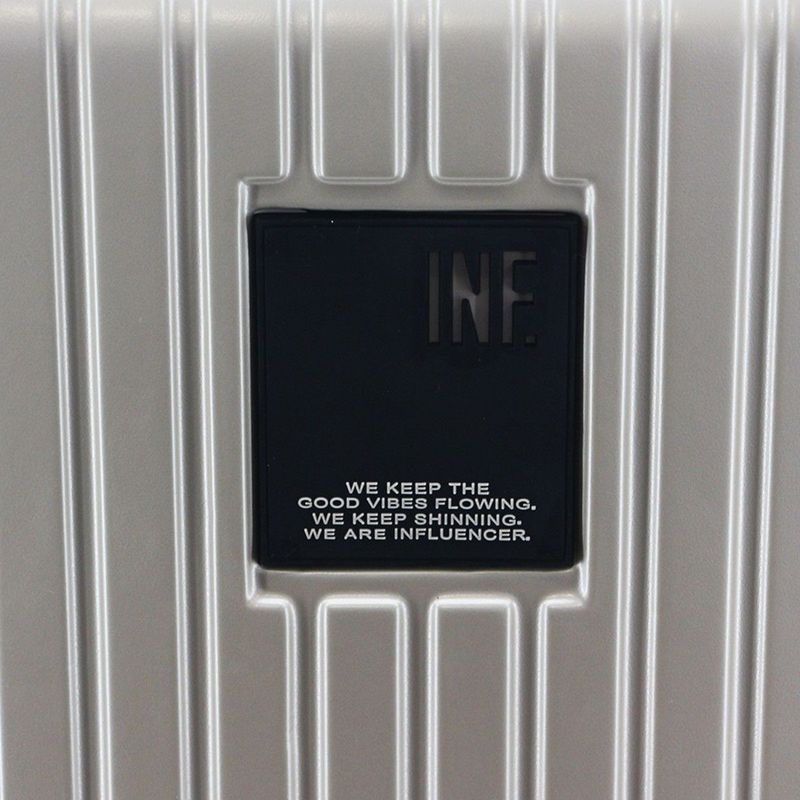 INF.
WE KEEP THE
GOOD VIBES FLOWING.
WE KEEP SHINNING.
WE ARE INFLUENCER.